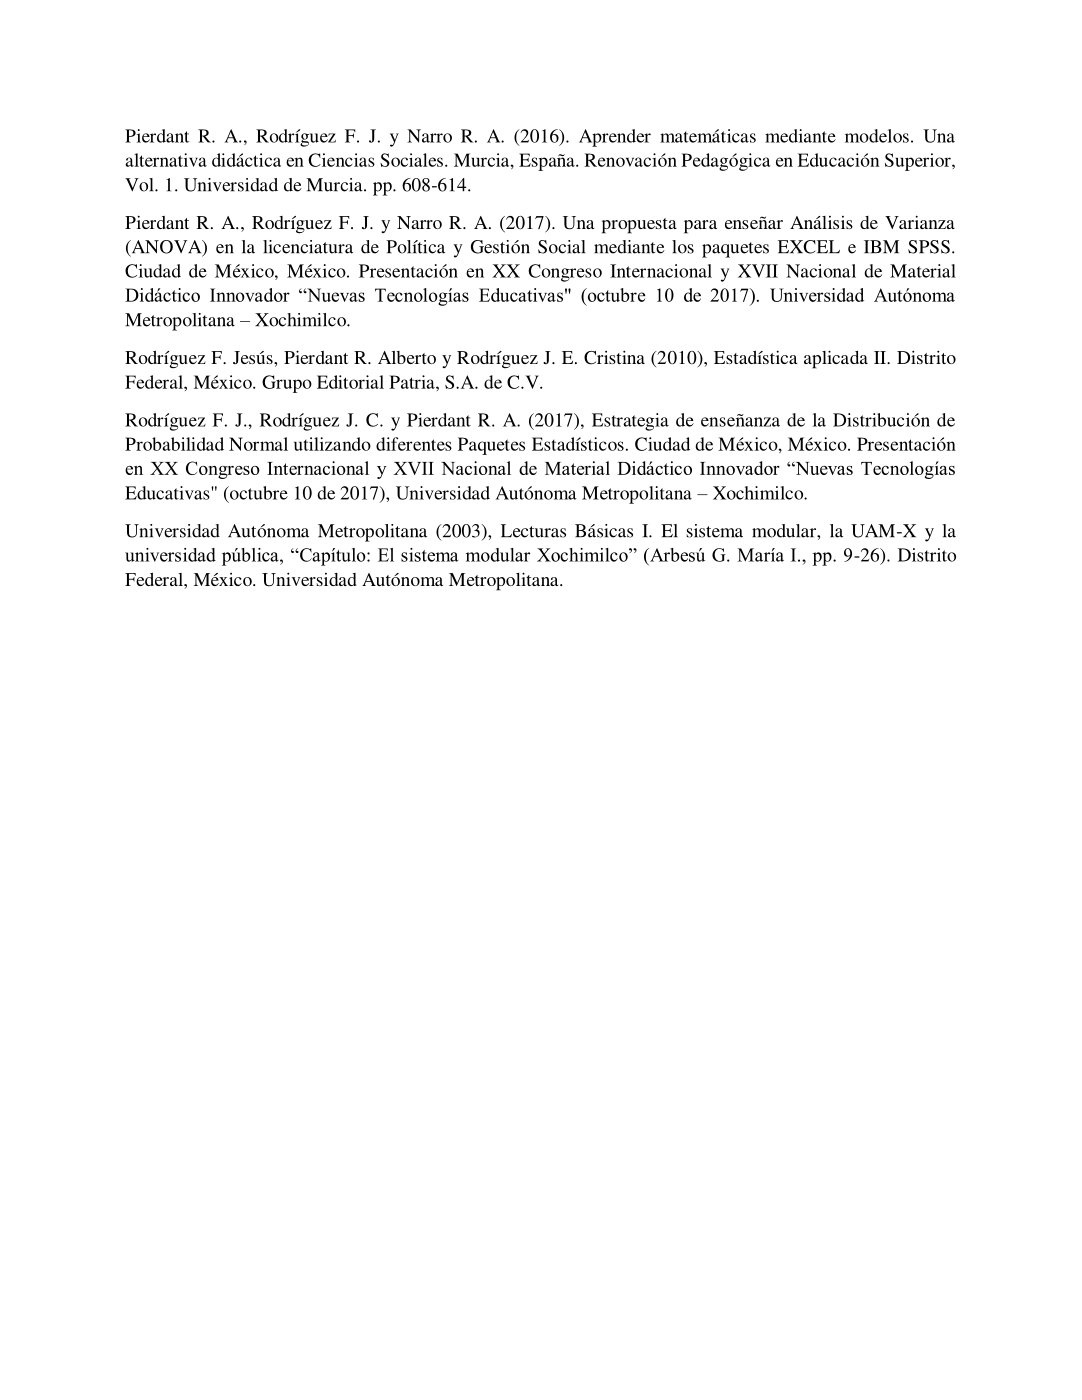 Pierdant R. A., Rodríguez F. J. y Narro R. A. (2016). Aprender matemáticas mediante modelos. Una
alternativa didáctica en Ciencias Sociales. Murcia, España. Renovación Pedagógica en Educación Superior,
Vol. 1. Universidad de Murcia. pp. 608-614.
Pierdant R. A., Rodríguez F. J. y Narro R. A. (2017). Una propuesta para enseñar Análisis de Varianza
(ANOVA) en la licenciatura de Política y Gestión Social mediante los paquetes EXCEL e IBM SPSS.
Ciudad de México, México. Presentación en XX Congreso Internacional y XVII Nacional de Material
Didáctico Innovador “Nuevas Tecnologías Educativas" (octubre 10 de 2017). Universidad Autónoma
Metropolitana – Xochimilco.
Rodríguez F. Jesús, Pierdant R. Alberto y Rodríguez J. E. Cristina (2010), Estadística aplicada II. Distrito
Federal, México. Grupo Editorial Patria, S.A. de C.V.
Rodríguez F. J., Rodríguez J. C. y Pierdant R. A. (2017), Estrategia de enseñanza de la Distribución de
Probabilidad Normal utilizando diferentes Paquetes Estadísticos. Ciudad de México, México. Presentación
en XX Congreso Internacional y XVII Nacional de Material Didáctico Innovador “Nuevas Tecnologías
Educativas" (octubre 10 de 2017), Universidad Autónoma Metropolitana – Xochimilco.
Universidad Autónoma Metropolitana (2003), Lecturas Básicas I. El sistema modular, la UAM-X y la
universidad pública, “Capítulo: El sistema modular Xochimilco” (Arbesú G. María I., pp. 9-26). Distrito
Federal, México. Universidad Autónoma Metropolitana.